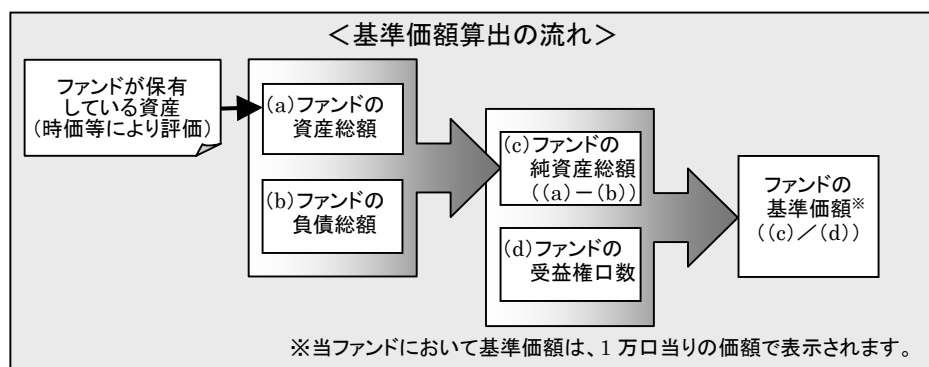 ＜基準価額算出の流れ＞
ファンドが保有
している資産
（時価等により評価）
(a)ファンドの
資産総額
(b)ファンドの
負債総額
(c)ファンドの
純資産総額
((a)－(b))
(d)ファンドの
受益権口数
ファンドの
基準価額※
((c)／(d))
※当ファンドにおいて基準価額は、1 万口当りの価額で表示されます。